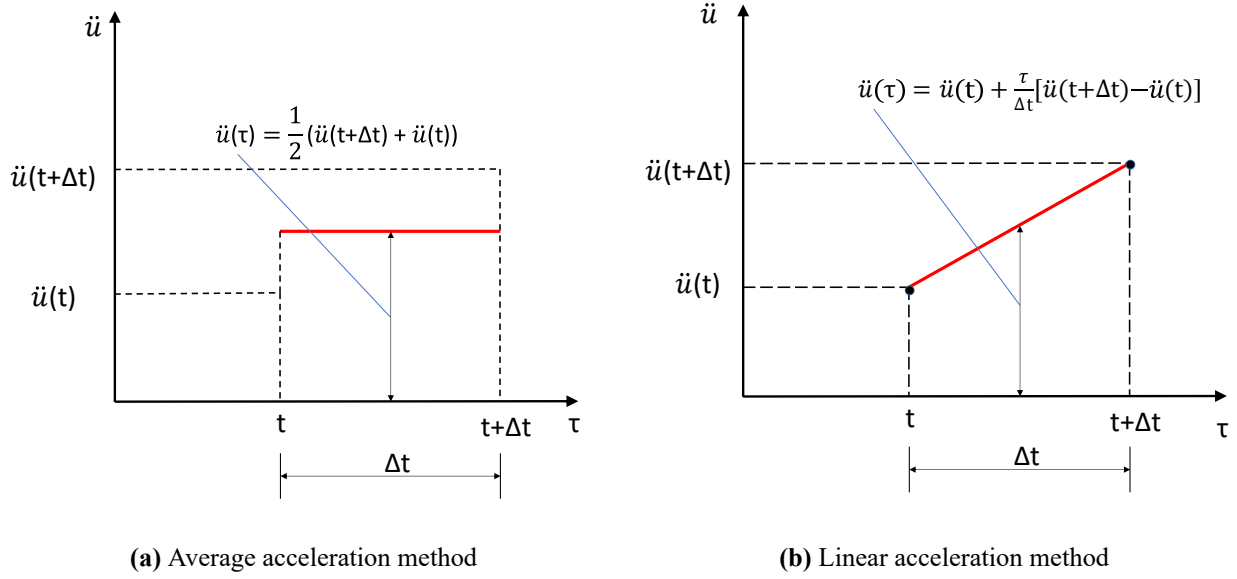 ü
ü(τ) = 1/2 (ü(t+Δt) + ü(t))
ü(t+Δt)
ü(t)
t
t+Δt
τ
Δt
(a) Average acceleration method
ü
ü(τ) = ü(t) + τ/Δt [ü(t+Δt)−ü(t)]
ü(t+Δt)
ü(t)
t
t+Δt
τ
Δt
(b) Linear acceleration method